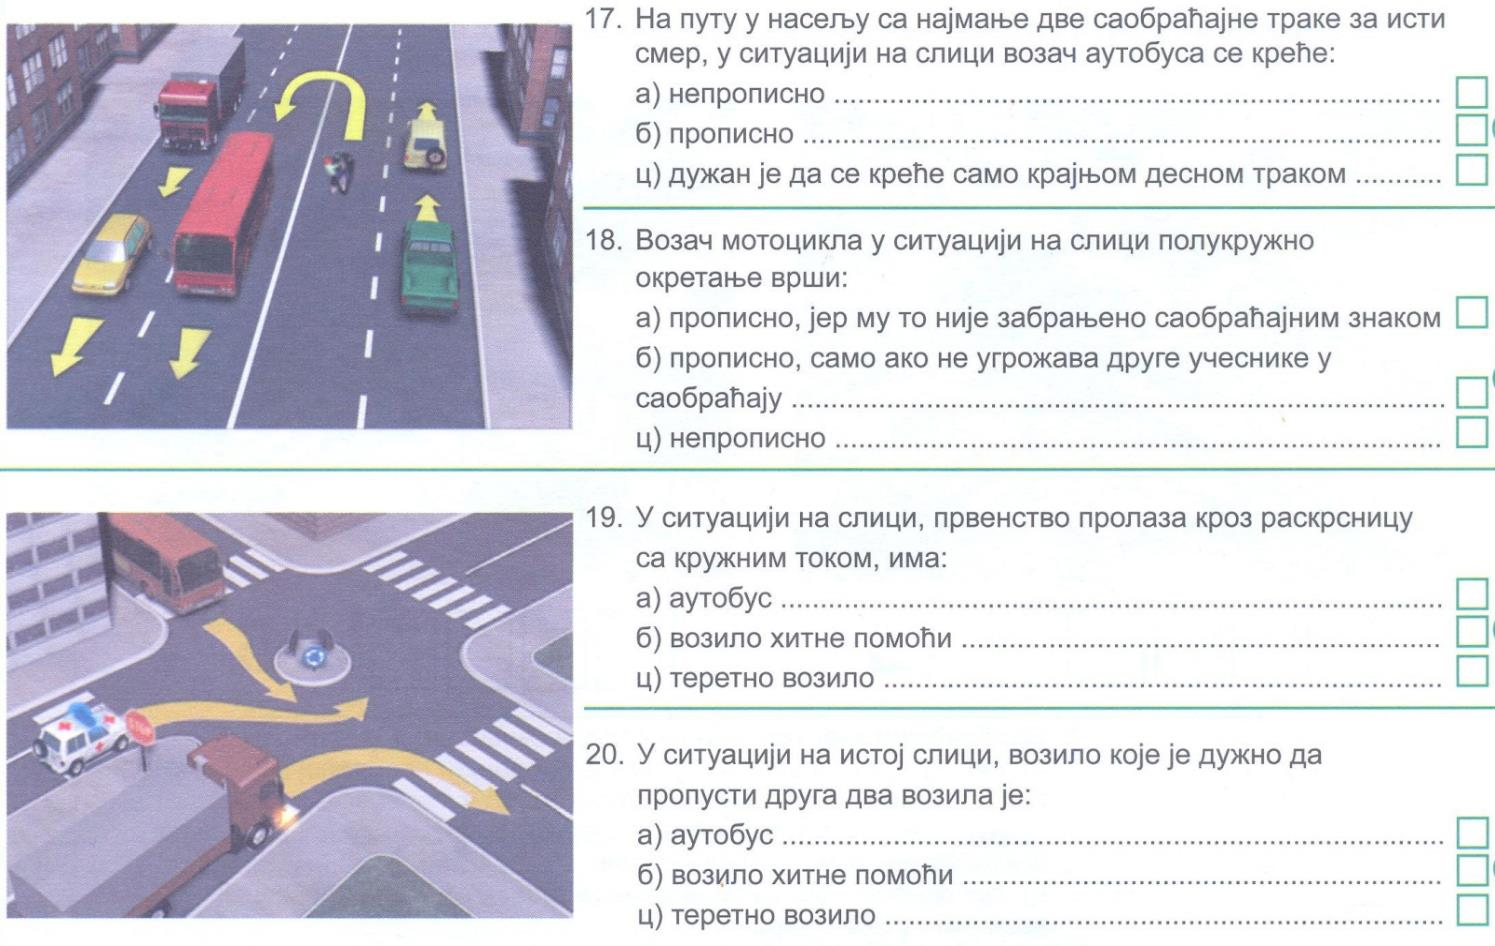 17. На путу у насељу са најмање две саобраћајне траке за исти
смер, у ситуацији на слици возач аутобуса се креће:
а) непрописно
б) прописно
ц) дужан је да се креће само крајњом десном траком
18. Возач мотоцикла у ситуацији на слици полукружно
окретање врши:
а) прописно, јер му то није забрањено саобраћајним знаком
б) прописно, само ако не угрожава друге учеснике у
саобраћају
ц) непрописно
19. У ситуацији на слици, првенство пролаза кроз раскрсницу
са кружним током, има:
а) аутобус
б) возило хитне помоћи
ц) теретно возило
STOP
20. У ситуацији на истој слици, возило које је дужно да
пропусти друга два возила је:
а) аутобус
б) возило хитне помоћи
ц) теретно возило